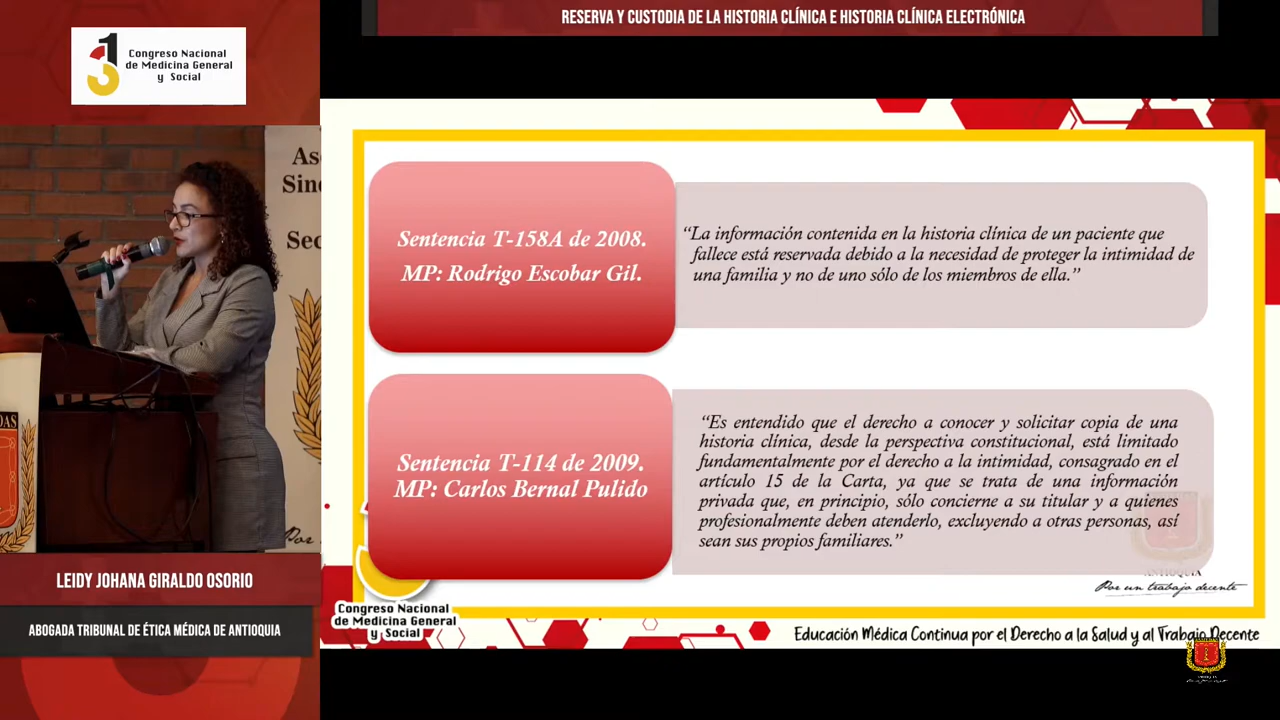 RESERVA Y CUSTODIA DE LA HISTORIA CLÍNICA E HISTORIA CLÍNICA ELECTRÓNICA
13
Congreso Nacional
de Medicina General
y Social
Sentencia T-158A de 2008.
MP: Rodrigo Escobar Gil.
“La información contenida en la historia clínica de un paciente que
fallece está reservada debido a la necesidad de proteger la intimidad de
una familia y no de uno sólo de los miembros de ella.”
Sentencia T-114 de 2009.
MP: Carlos Bernal Pulido
“Es entendido que el derecho a conocer y solicitar copia de una
historia clínica, desde la perspectiva constitucional, está limitado
fundamentalmente por el derecho a la intimidad, consagrado en el
artículo 15 de la Carta, ya que se trata de una información
privada que, en principio, sólo concierne a su titular y a quienes
profesionalmente deben atenderlo, excluyendo a otras personas, así
sean sus propios familiares.”
ANTIOQUIA
Por un trabajo decente
Congreso Nacional
de Medicina General
y Social
Educación Médica Continua por el Derecho a la Salud y al Trabajo Decente
LEIDY JOHANA GIRALDO OSORIO
ABOGADA TRIBUNAL DE ÉTICA MÉDICA DE ANTIOQUIA